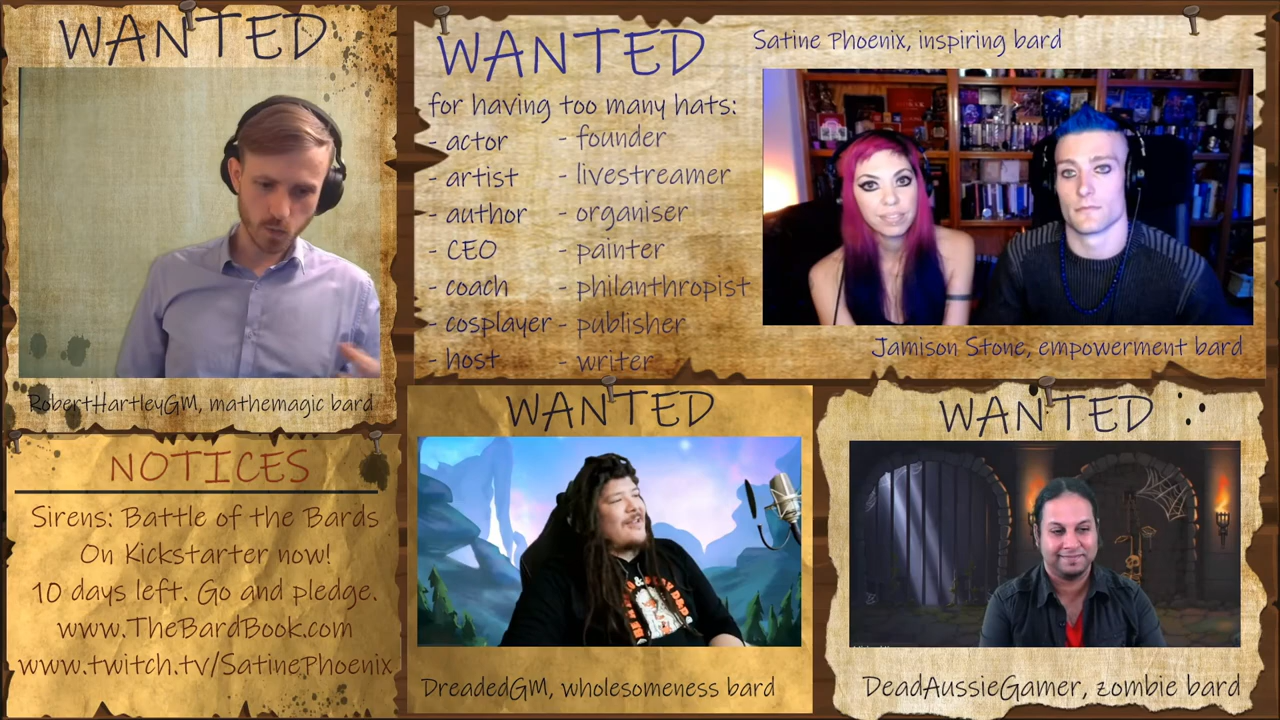 WANTED
RobertHartleyGM, mathemagic bard
NOTICES
Sirens: Battle of the Bards
On Kickstarter now!
10 days left. Go and pledge.
www.TheBardBook.com
www.twitch.tv/SatinePhoenix
WANTED
for having too many hats:
- actor
- artist
- author
- CEO
- coach
- cosplayer
- host
- founder
- livestreamer
- organiser
- painter
- philanthropist
- publisher
- writer
Satine Phoenix, inspiring bard
Jamison Stone, empowerment bard
WANTED
DreadedGM, wholesomeness bard
WANTED
DeadAussieGamer, zombie bard